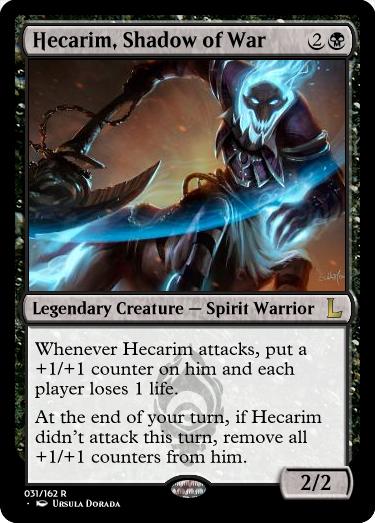 Hecarim, Shadow of War 2
Legendary Creature — Spirit Warrior L
Whenever Hecarim attacks, put a
+1/+1 counter on him and each
player loses 1 life.
At the end of your turn, if Hecarim
didn't attack this turn, remove all
+1/+1 counters from him.
2/2
031/162 R
· Ursula Dorada